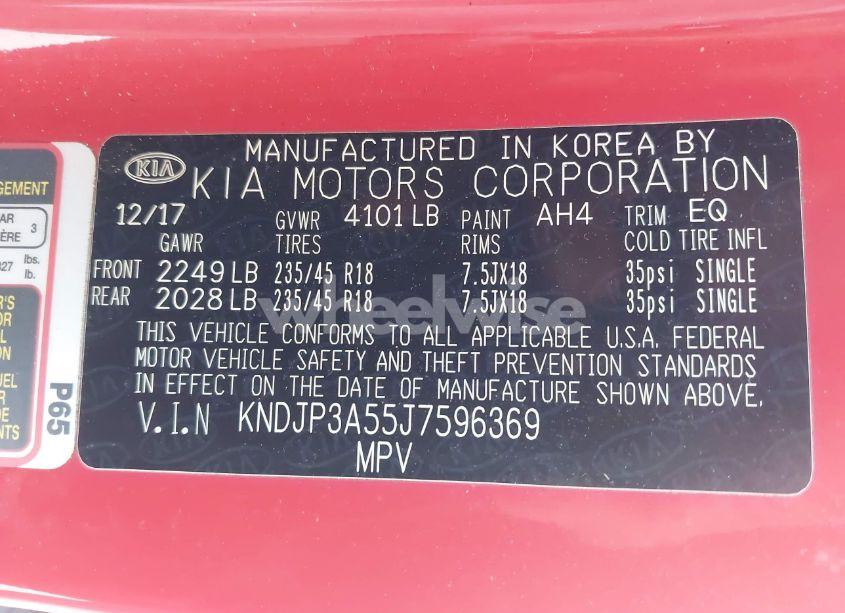 MANUFACTURED IN KOREA BY
KIA KIA MOTORS CORPORATION
12/17 GVWR 4101 LB PAINT AH4 TRIM EQ
GAWR TIRES RIMS COLD TIRE INFL
FRONT 2249 LB 235/45 R18 7.5JX18 35psi SINGLE
REAR 2028 LB 235/45 R18 7.5JX18 35psi SINGLE
wheelwise
THIS VEHICLE CONFORMS TO ALL APPLICABLE U.S.A. FEDERAL
MOTOR VEHICLE SAFETY AND THEFT PREVENTION STANDARDS
IN EFFECT ON THE DATE OF MANUFACTURE SHOWN ABOVE.
V.I.N KNDJP3A55J7596369
MPV
P65
3
lbs.
lb.